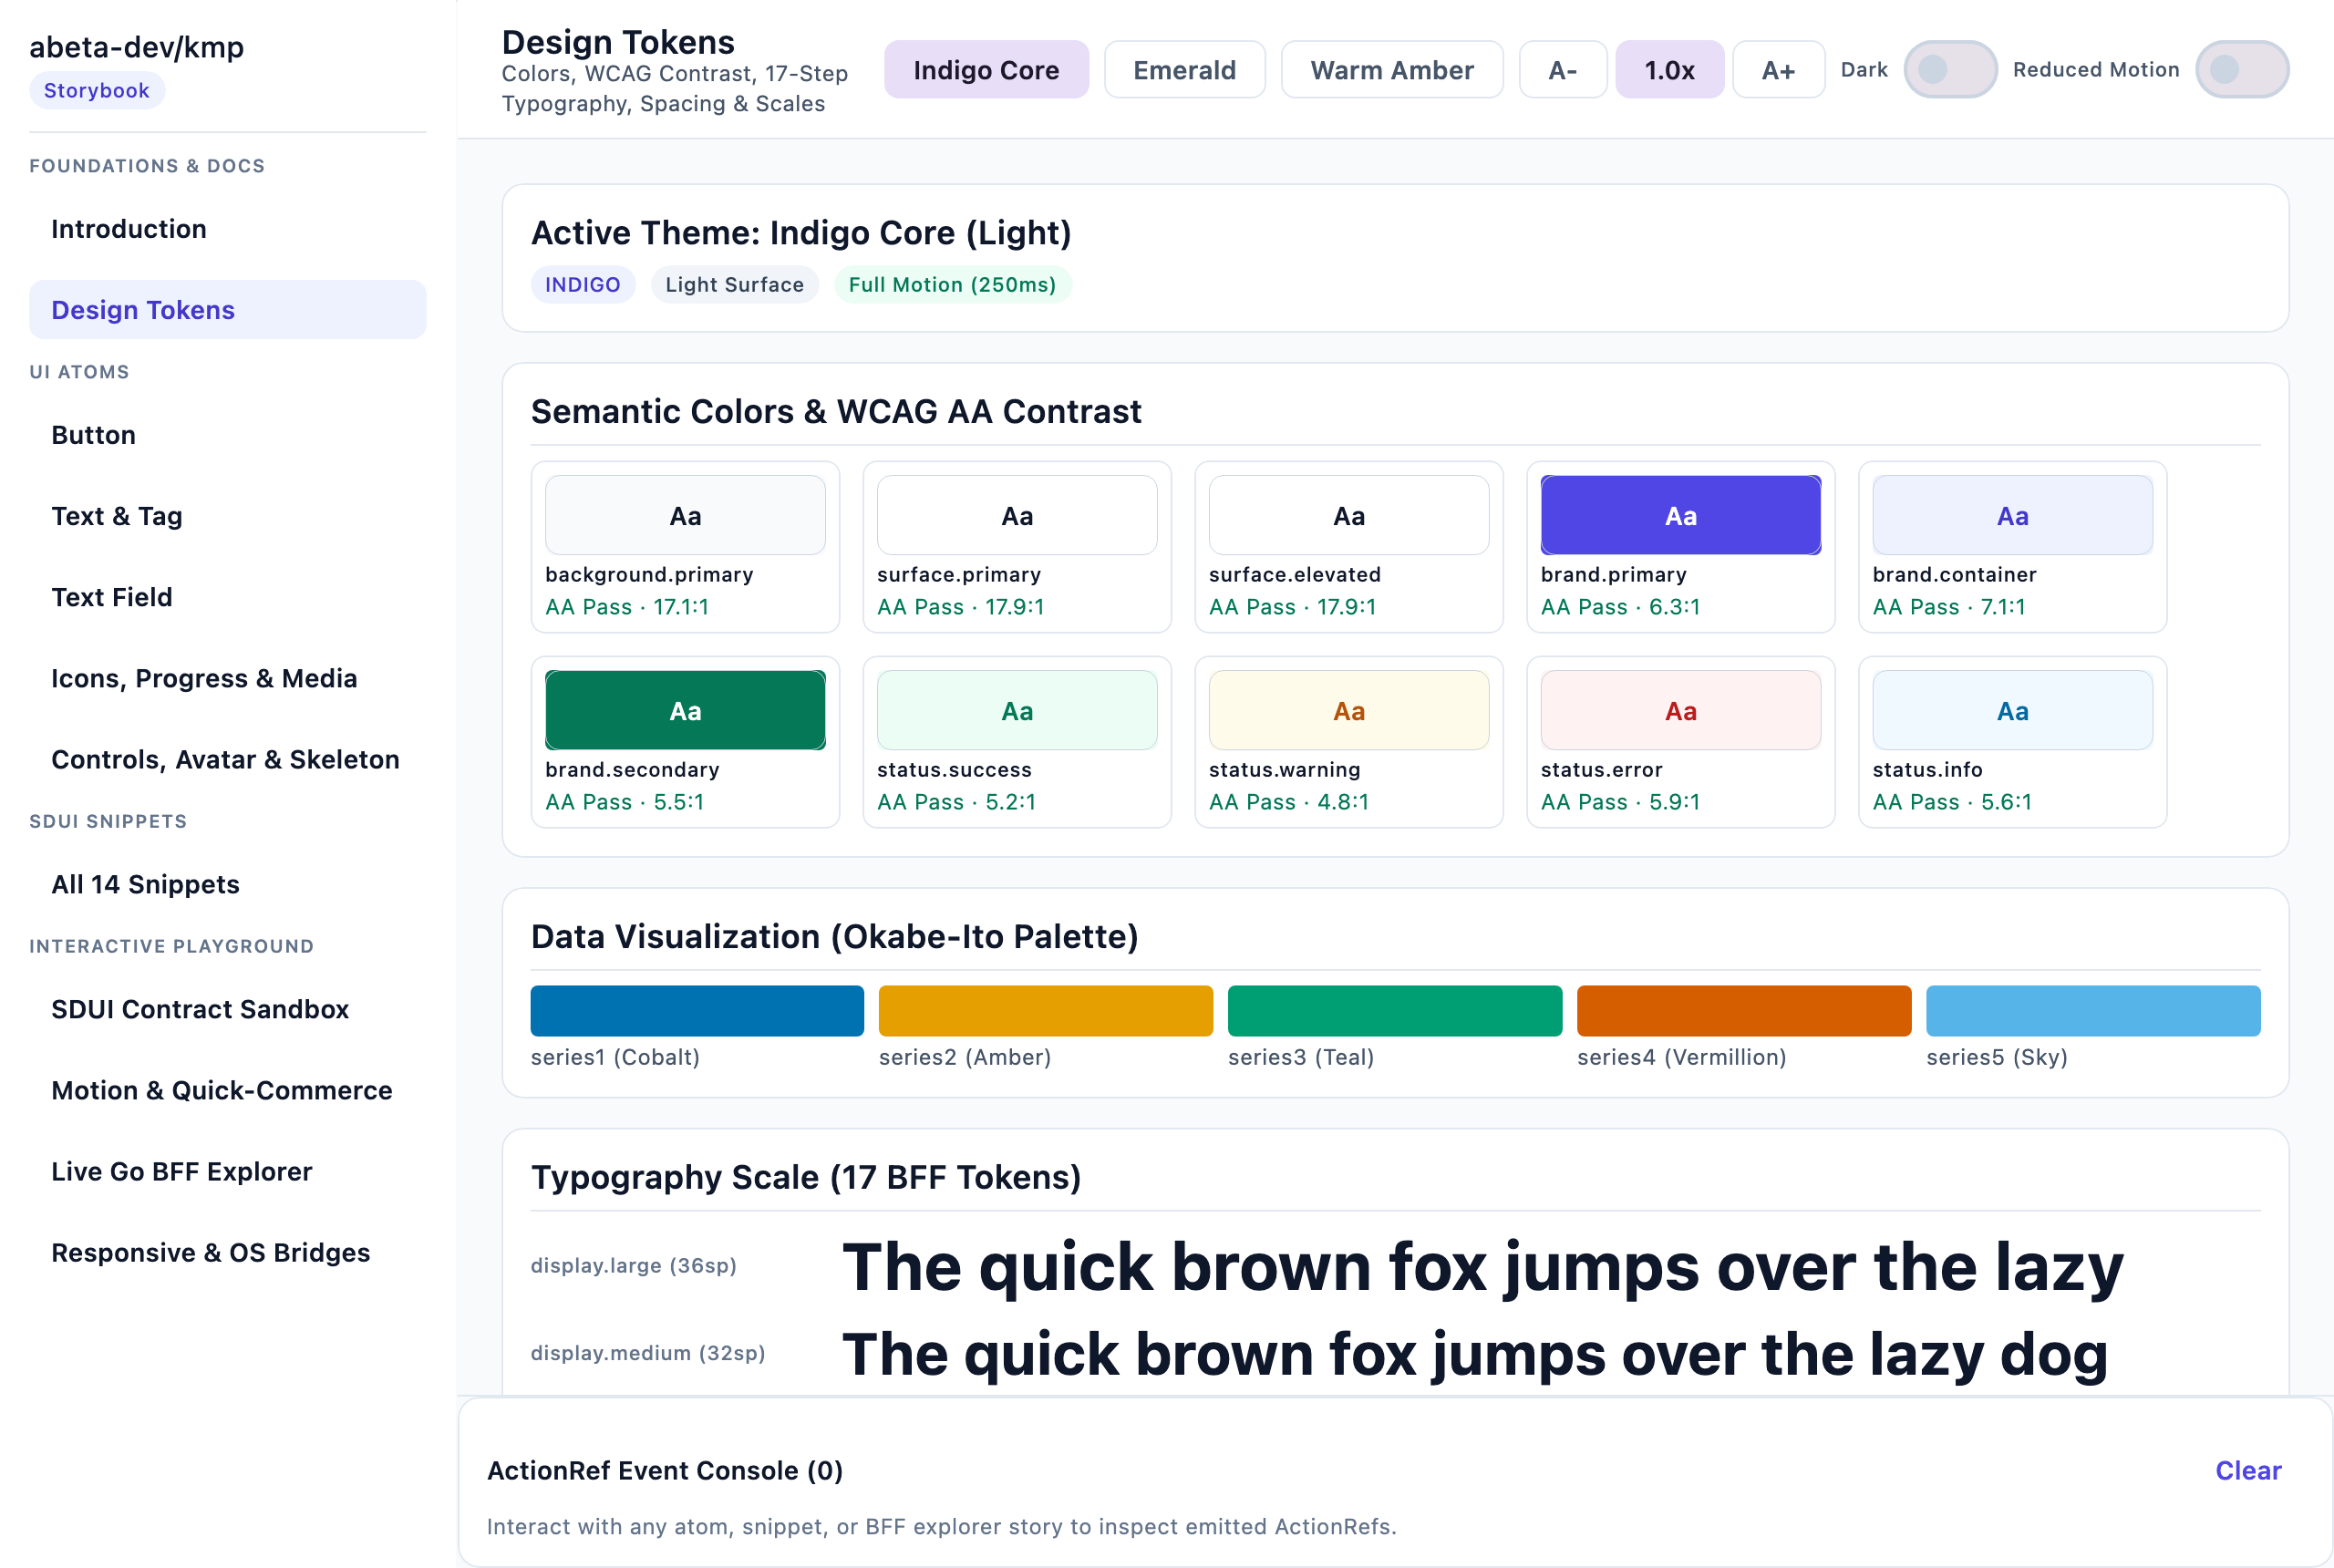 abeta-dev/kmp
Storybook
FOUNDATIONS & DOCS
Introduction
Design Tokens
UI ATOMS
Button
Text & Tag
Text Field
Icons, Progress & Media
Controls, Avatar & Skeleton
SDUI SNIPPETS
All 14 Snippets
INTERACTIVE PLAYGROUND
SDUI Contract Sandbox
Motion & Quick-Commerce
Live Go BFF Explorer
Responsive & OS Bridges
Design Tokens
Colors, WCAG Contrast, 17-Step
Typography, Spacing & Scales
Indigo Core
Emerald
Warm Amber
A-
1.0x
A+
Dark
Reduced Motion
Active Theme: Indigo Core (Light)
INDIGO
Light Surface
Full Motion (250ms)
Semantic Colors & WCAG AA Contrast
Aa
background.primary
AA Pass · 17.1:1
Aa
surface.primary
AA Pass · 17.9:1
Aa
surface.elevated
AA Pass · 17.9:1
Aa
brand.primary
AA Pass · 6.3:1
Aa
brand.container
AA Pass · 7.1:1
Aa
brand.secondary
AA Pass · 5.5:1
Aa
status.success
AA Pass · 5.2:1
Aa
status.warning
AA Pass · 4.8:1
Aa
status.error
AA Pass · 5.9:1
Aa
status.info
AA Pass · 5.6:1
Data Visualization (Okabe-Ito Palette)
series1 (Cobalt)
series2 (Amber)
series3 (Teal)
series4 (Vermillion)
series5 (Sky)
Typography Scale (17 BFF Tokens)
display.large (36sp)
The quick brown fox jumps over the lazy
display.medium (32sp)
The quick brown fox jumps over the lazy dog
ActionRef Event Console (0)
Clear
Interact with any atom, snippet, or BFF explorer story to inspect emitted ActionRefs.